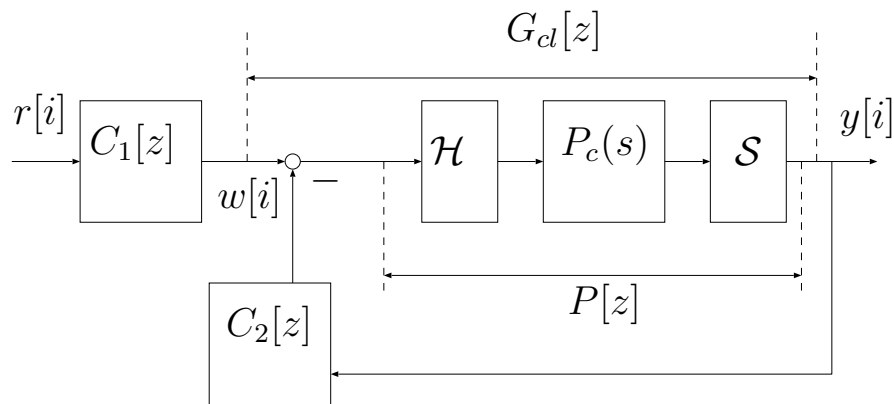 G_{cl}[z]
r[i]
C_1[z]
w[i]
−
\mathcal{H}
P_c(s)
\mathcal{S}
y[i]
P[z]
C_2[z]